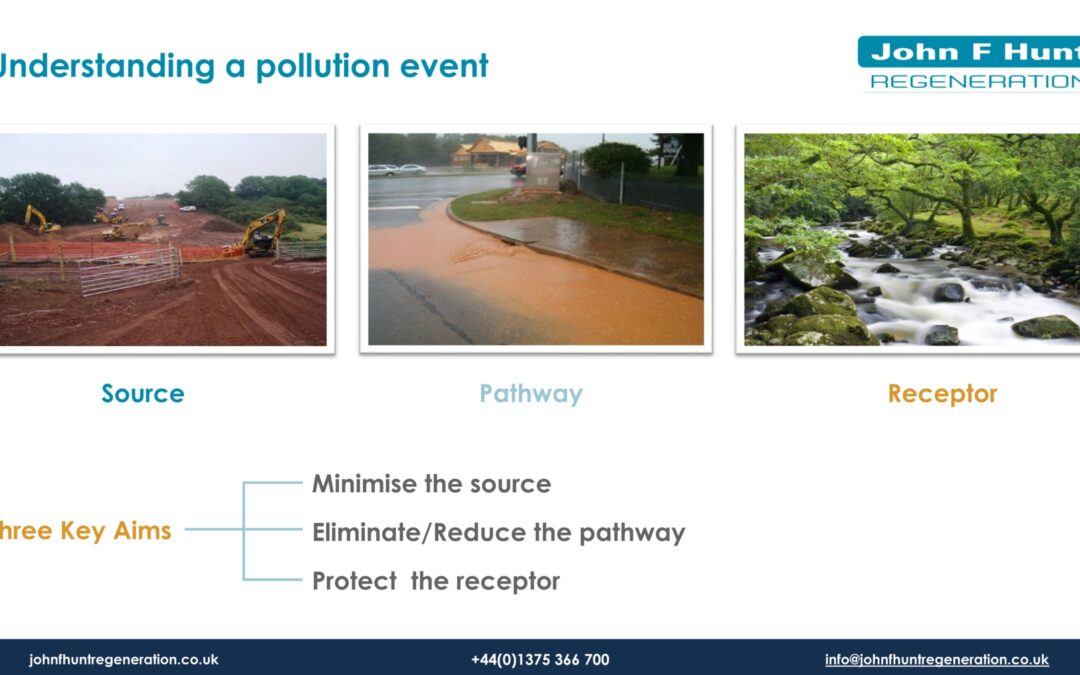 Understanding a pollution event
John F Hunt
REGENERATION
Source
Pathway
Receptor
Three Key Aims
Minimise the source
Eliminate/Reduce the pathway
Protect the receptor
johnfhuntregeneration.co.uk
+44(0)1375 366 700
info@johnfhuntregeneration.co.uk